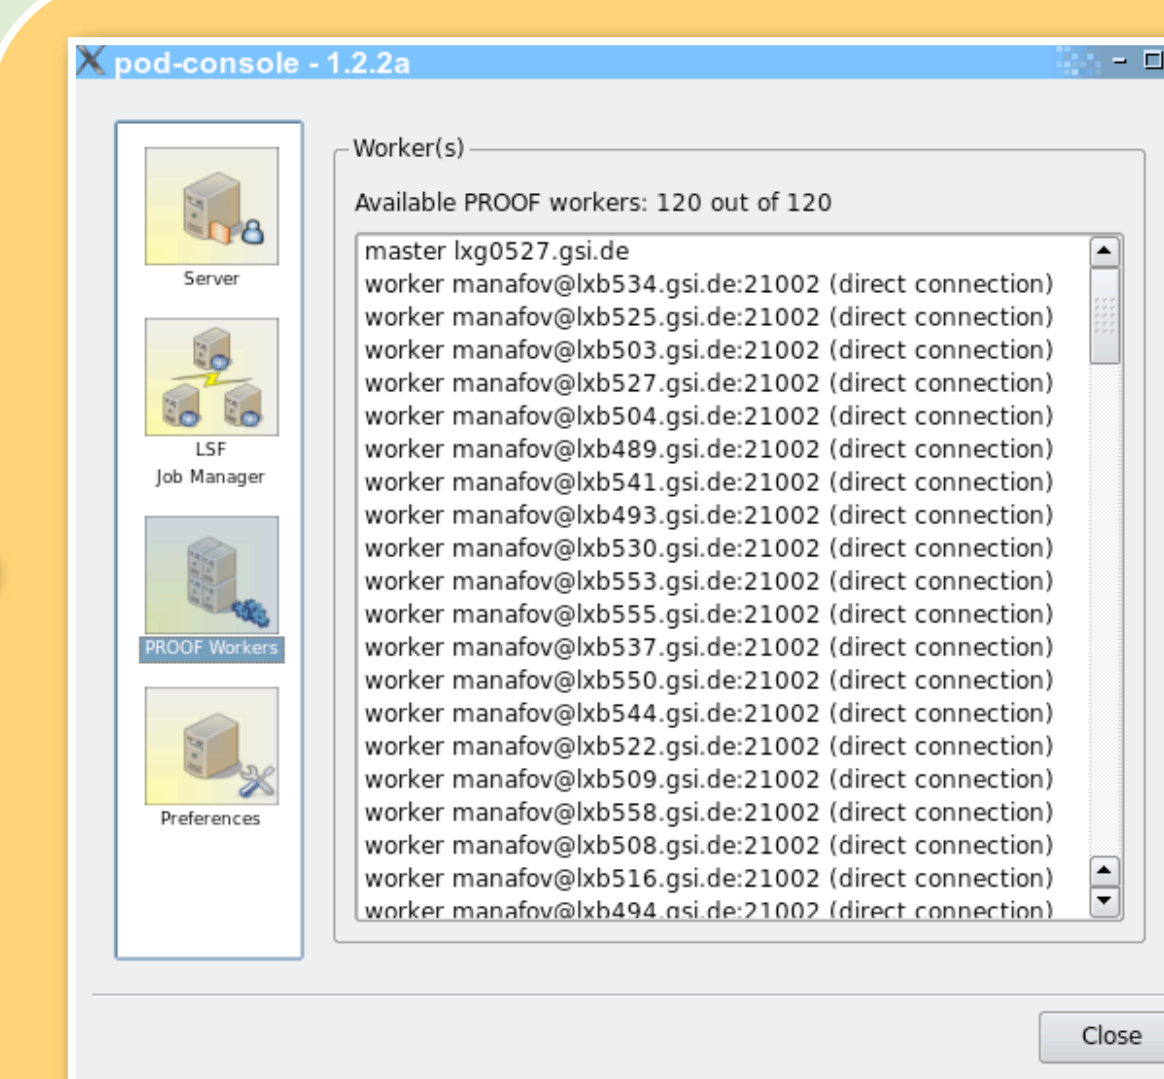 pod-console - 1.2.2a
Server
LSF
Job Manager
PROOF Workers
Preferences
Worker(s)
Available PROOF workers: 120 out of 120
master lxg0527.gsi.de
worker manafov@lxb534.gsi.de:21002 (direct connection)
worker manafov@lxb525.gsi.de:21002 (direct connection)
worker manafov@lxb503.gsi.de:21002 (direct connection)
worker manafov@lxb527.gsi.de:21002 (direct connection)
worker manafov@lxb504.gsi.de:21002 (direct connection)
worker manafov@lxb489.gsi.de:21002 (direct connection)
worker manafov@lxb541.gsi.de:21002 (direct connection)
worker manafov@lxb493.gsi.de:21002 (direct connection)
worker manafov@lxb530.gsi.de:21002 (direct connection)
worker manafov@lxb553.gsi.de:21002 (direct connection)
worker manafov@lxb555.gsi.de:21002 (direct connection)
worker manafov@lxb537.gsi.de:21002 (direct connection)
worker manafov@lxb550.gsi.de:21002 (direct connection)
worker manafov@lxb544.gsi.de:21002 (direct connection)
worker manafov@lxb522.gsi.de:21002 (direct connection)
worker manafov@lxb509.gsi.de:21002 (direct connection)
worker manafov@lxb558.gsi.de:21002 (direct connection)
worker manafov@lxb508.gsi.de:21002 (direct connection)
worker manafov@lxb516.gsi.de:21002 (direct connection)
worker manafov@lxb494.gsi.de:21002 (direct connection)
Close